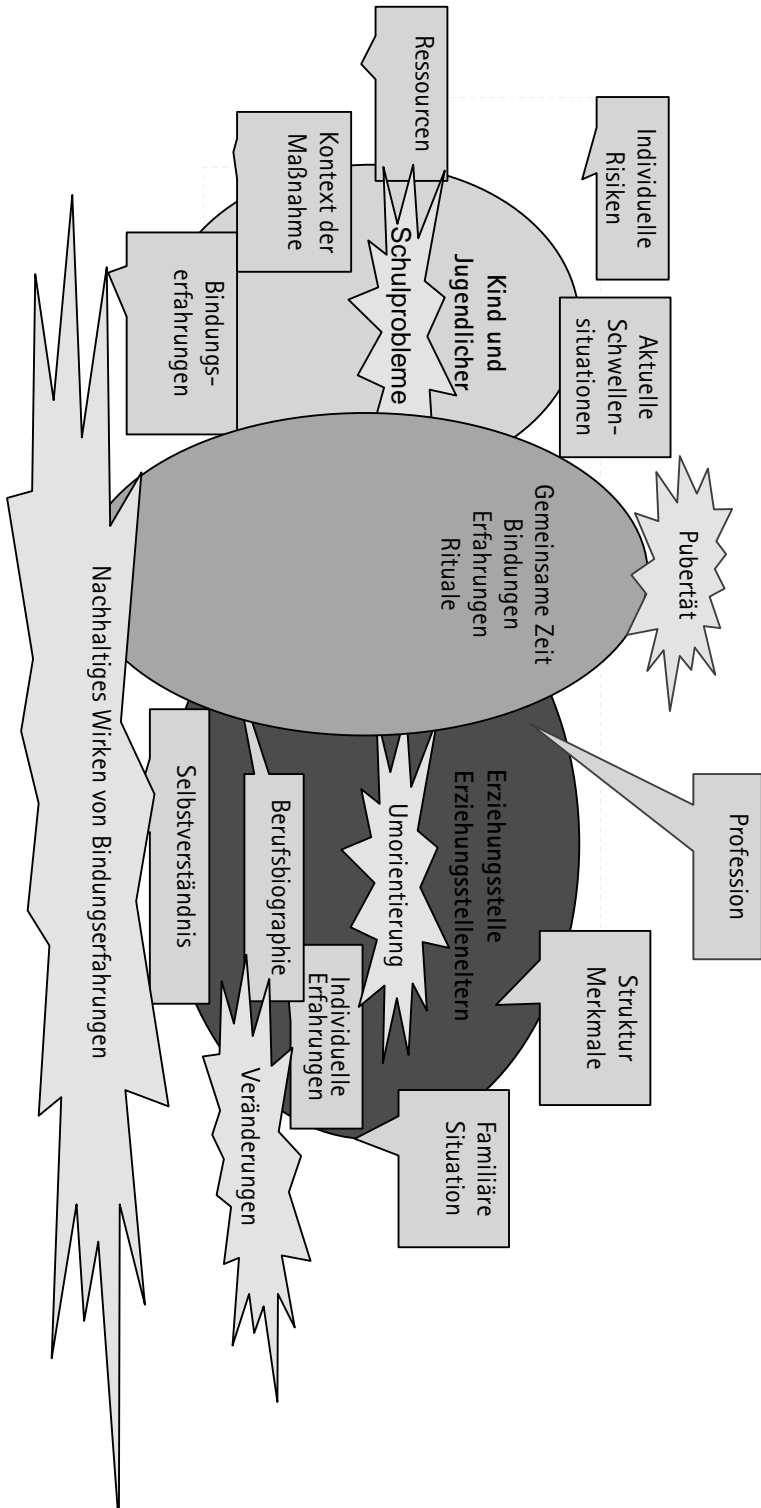 Individuelle
Risiken
Aktuelle
Schwellen-
situationen
Pubertät
Profession
Struktur
Merkmale
Familiäre
Situation
Ressourcen
Kontext der
Maßnahme
Bindungs-
erfahrungen
Kind und
Jugendlicher
Schulprobleme
Gemeinsame Zeit
Bindungen
Erfahrungen
Rituale
Erziehungsstelle
Erziehungsstelleneltern
Umorientierung
Individuelle
Erfahrungen
Berufsbiographie
Veränderungen
Selbstverständnis
Nachhaltiges Wirken von Bindungserfahrungen